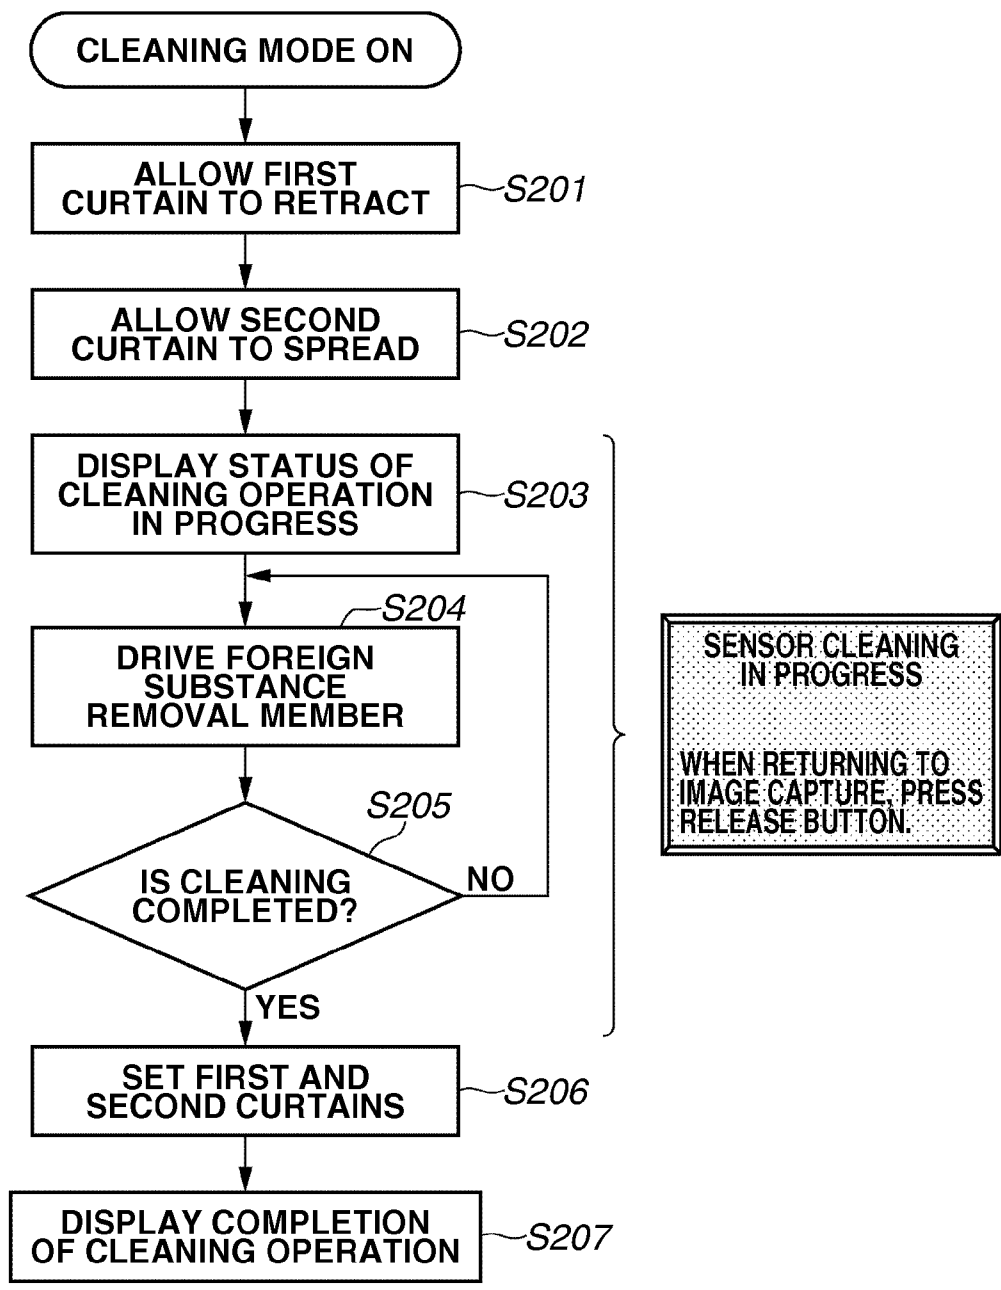 CLEANING MODE ON
ALLOW FIRST
CURTAIN TO RETRACT
S201
ALLOW SECOND
CURTAIN TO SPREAD
S202
DISPLAY STATUS OF
CLEANING OPERATION
IN PROGRESS
S203
S204
DRIVE FOREIGN
SUBSTANCE
REMOVAL MEMBER
SENSOR CLEANING
IN PROGRESS
WHEN RETURNING TO
IMAGE CAPTURE, PRESS
RELEASE BUTTON.
S205
IS CLEANING
COMPLETED?
NO
YES
SET FIRST AND
SECOND CURTAINS
S206
DISPLAY COMPLETION
OF CLEANING OPERATION
S207